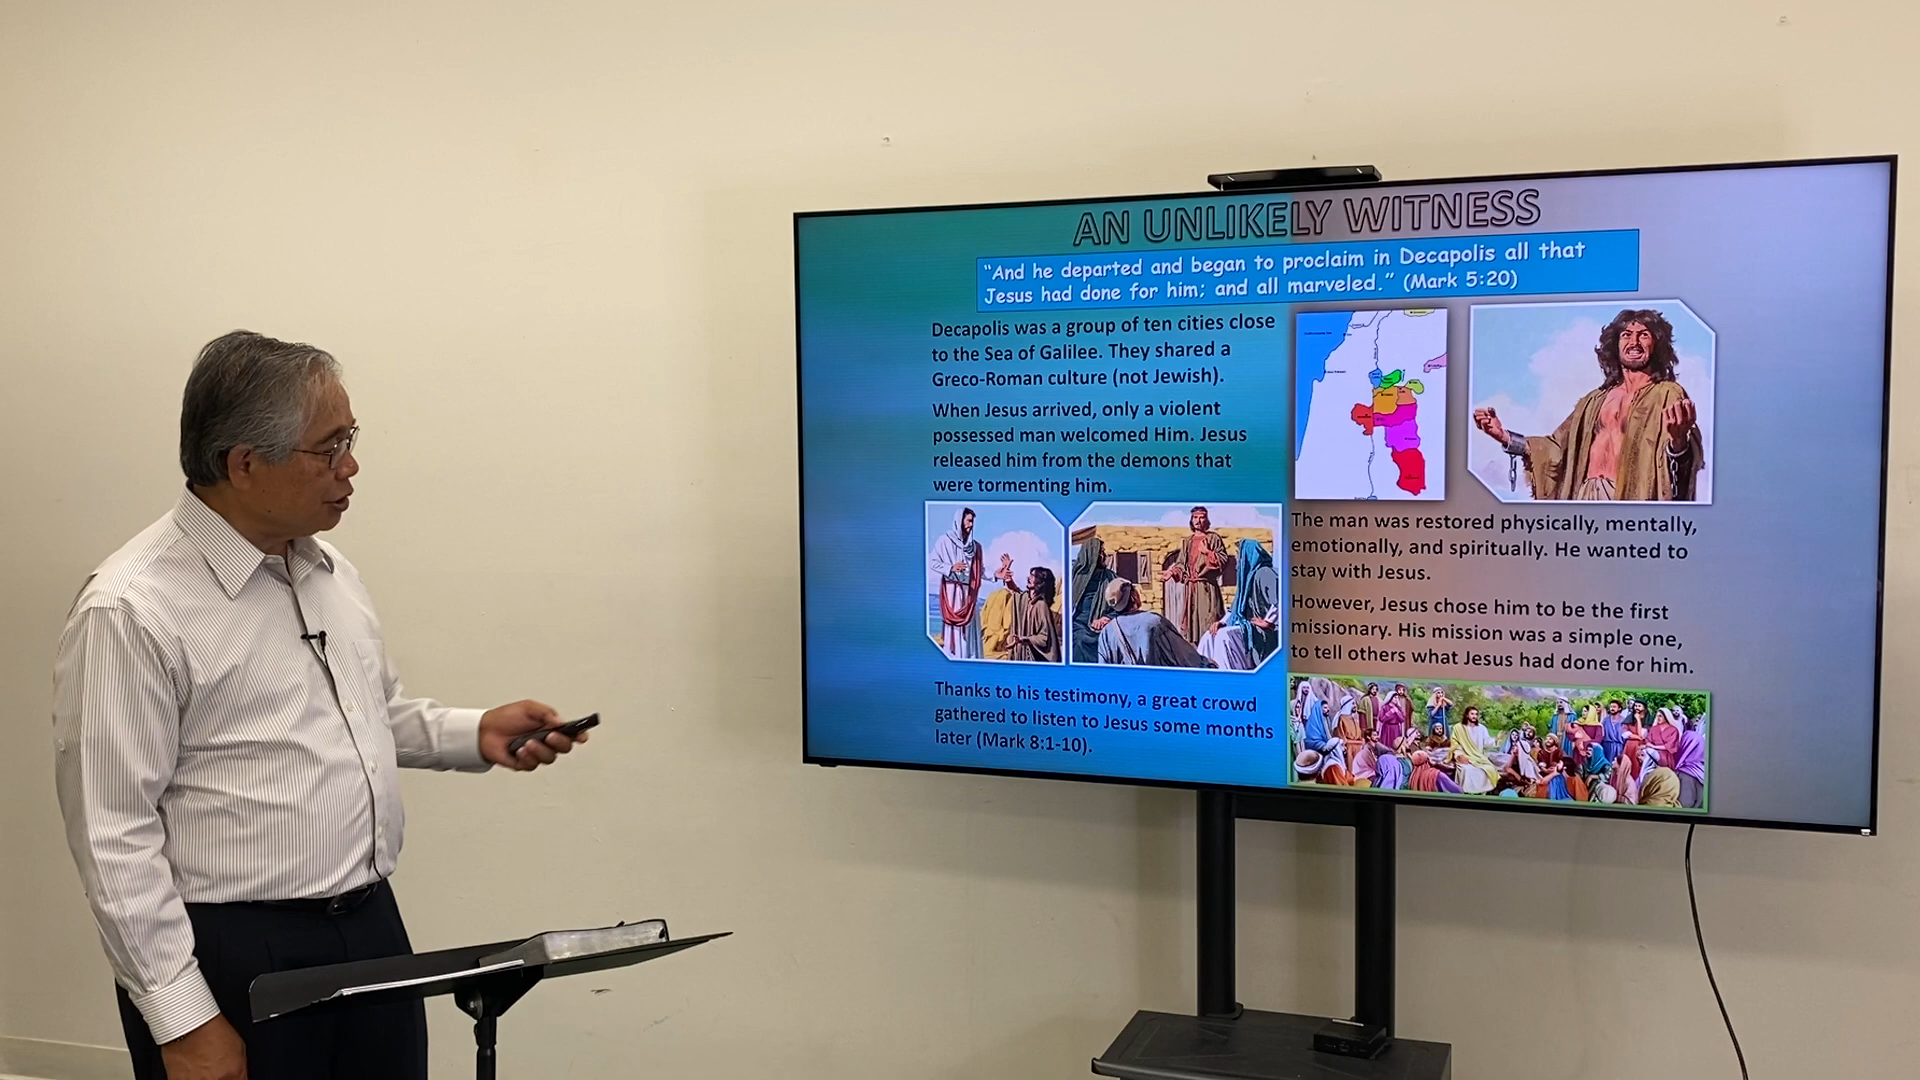 AN UNLIKELY WITNESS
“And he departed and began to proclaim in Decapolis all that
Jesus had done for him; and all marveled.” (Mark 5:20)
Decapolis was a group of ten cities close
to the Sea of Galilee. They shared a
Greco-Roman culture (not Jewish).
When Jesus arrived, only a violent
possessed man welcomed Him. Jesus
released him from the demons that
were tormenting him.
Thanks to his testimony, a great crowd
gathered to listen to Jesus some months
later (Mark 8:1-10).
The man was restored physically, mentally,
emotionally, and spiritually. He wanted to
stay with Jesus.
However, Jesus chose him to be the first
missionary. His mission was a simple one,
to tell others what Jesus had done for him.